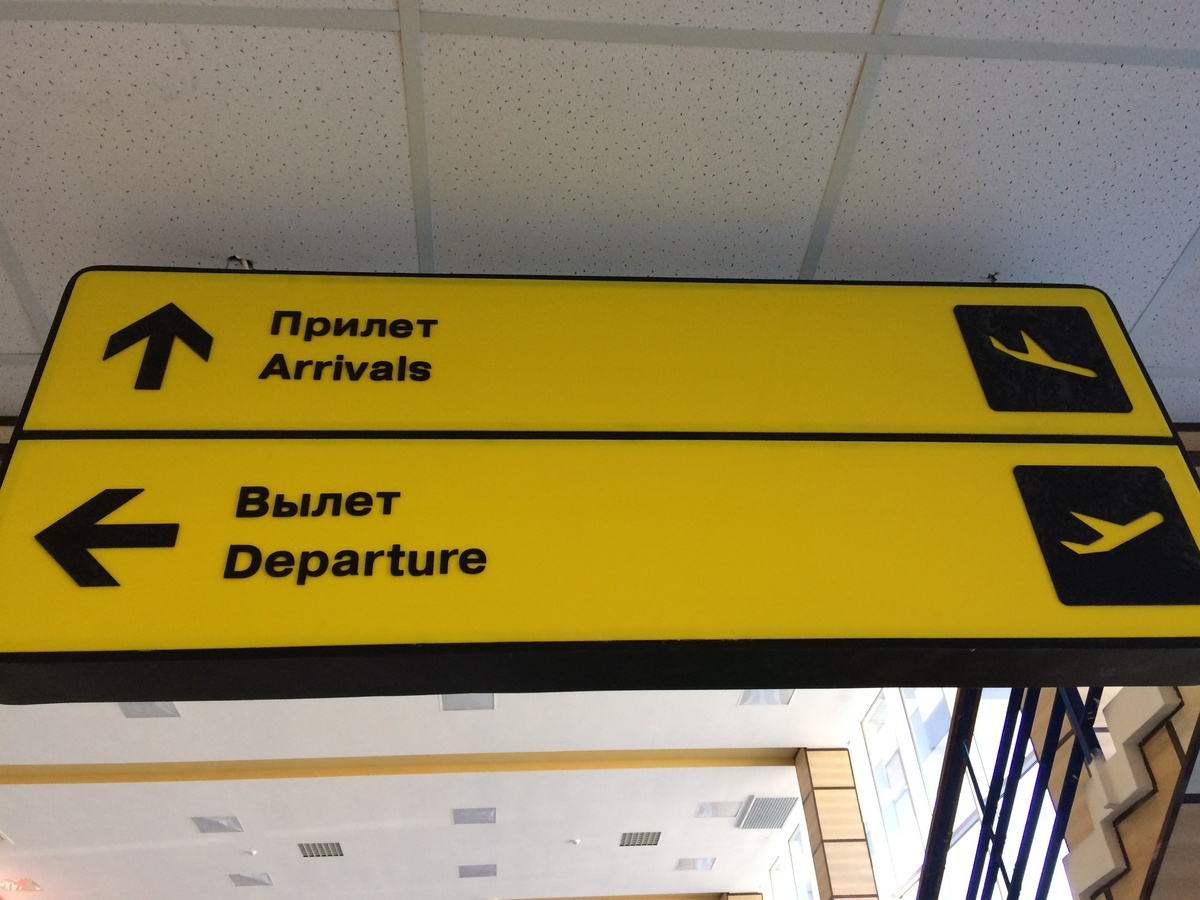 Прилет
Arrivals
Вылет
Departure